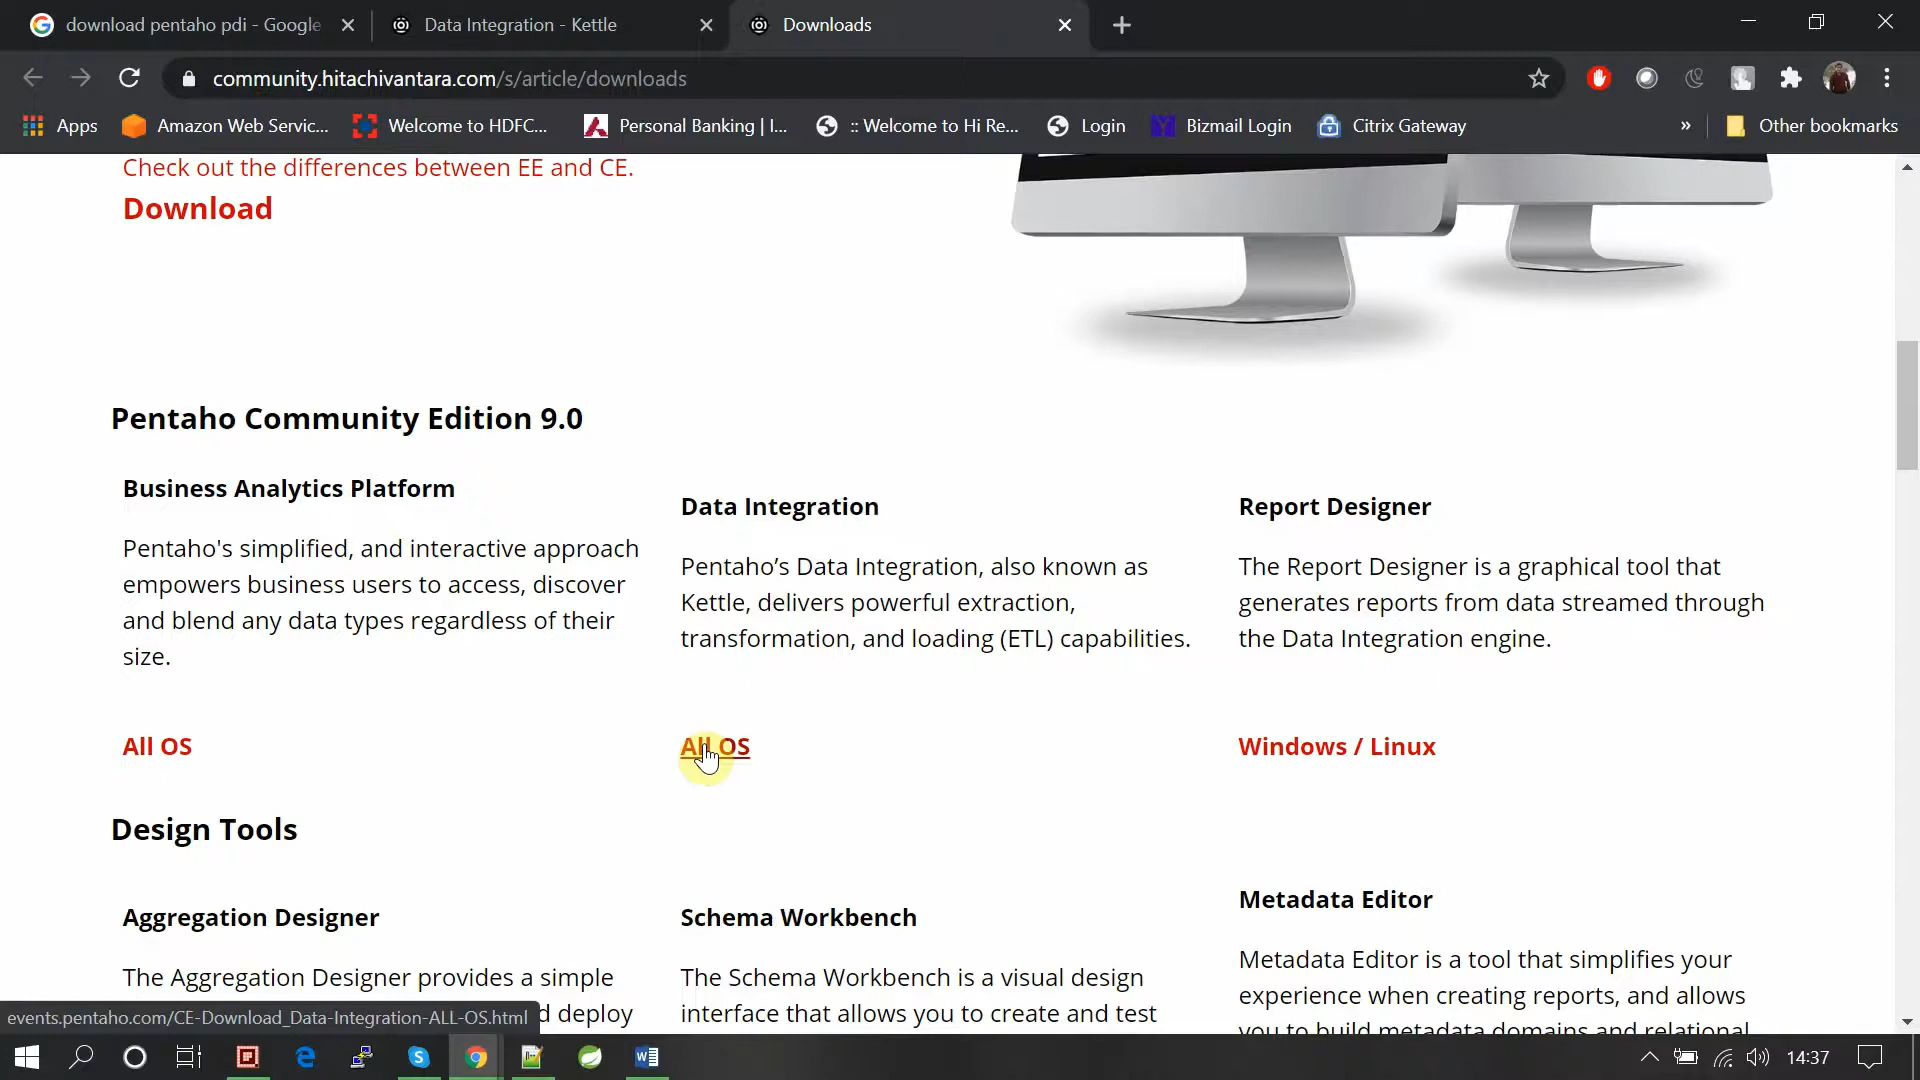 download pentaho pdi - Google
Data Integration - Kettle
Downloads
community.hitachivantara.com/s/article/downloads
Apps
Amazon Web Servic...
Welcome to HDFC...
Personal Banking | I...
:: Welcome to Hi Re...
Login
Bizmail Login
Citrix Gateway
»
Other bookmarks
Check out the differences between EE and CE.
Download
Pentaho Community Edition 9.0
Business Analytics Platform
Pentaho's simplified, and interactive approach
empowers business users to access, discover
and blend any data types regardless of their
size.
All OS
Data Integration
Pentaho’s Data Integration, also known as
Kettle, delivers powerful extraction,
transformation, and loading (ETL) capabilities.
All OS
Report Designer
The Report Designer is a graphical tool that
generates reports from data streamed through
the Data Integration engine.
Windows / Linux
Design Tools
Aggregation Designer
The Aggregation Designer provides a simple
d deploy
Schema Workbench
The Schema Workbench is a visual design
interface that allows you to create and test
Metadata Editor
Metadata Editor is a tool that simplifies your
experience when creating reports, and allows
you to build metadata domains and relational
events.pentaho.com/CE-Download_Data-Integration-ALL-OS.html
14:37